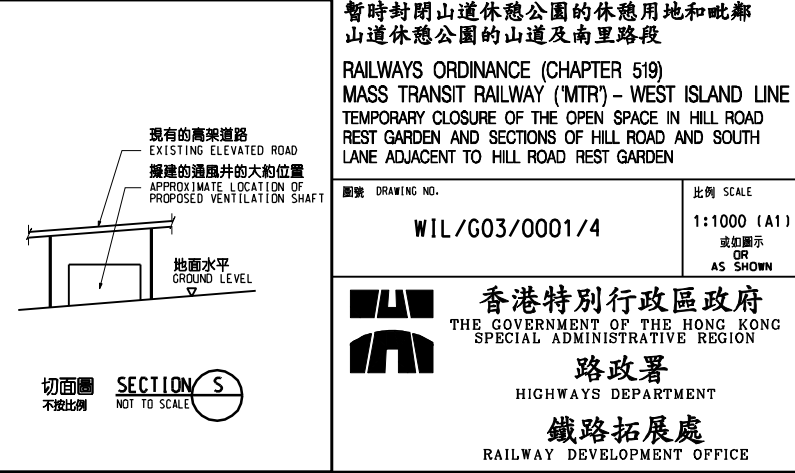 現有的高架道路
EXISTING ELEVATED ROAD
擬建的通風井的大約位置
APPROXIMATE LOCATION OF
PROPOSED VENTILATION SHAFT
地面水平
GROUND LEVEL
切面圖 SECTION S
不按比例 NOT TO SCALE
暫時封閉山道休憩公園的休憩用地和毗鄰
山道休憩公園的山道及南里路段
RAILWAYS ORDINANCE (CHAPTER 519)
MASS TRANSIT RAILWAY ('MTR') – WEST ISLAND LINE
TEMPORARY CLOSURE OF THE OPEN SPACE IN HILL ROAD
REST GARDEN AND SECTIONS OF HILL ROAD AND SOUTH
LANE ADJACENT TO HILL ROAD REST GARDEN
圖號 DRAWING NO.
WIL/G03/0001/4
比例 SCALE
1:1000 (A1)
或如圖示
OR
AS SHOWN
香港特別行政區政府
THE GOVERNMENT OF THE HONG KONG
SPECIAL ADMINISTRATIVE REGION
路政署
HIGHWAYS DEPARTMENT
鐵路拓展處
RAILWAY DEVELOPMENT OFFICE